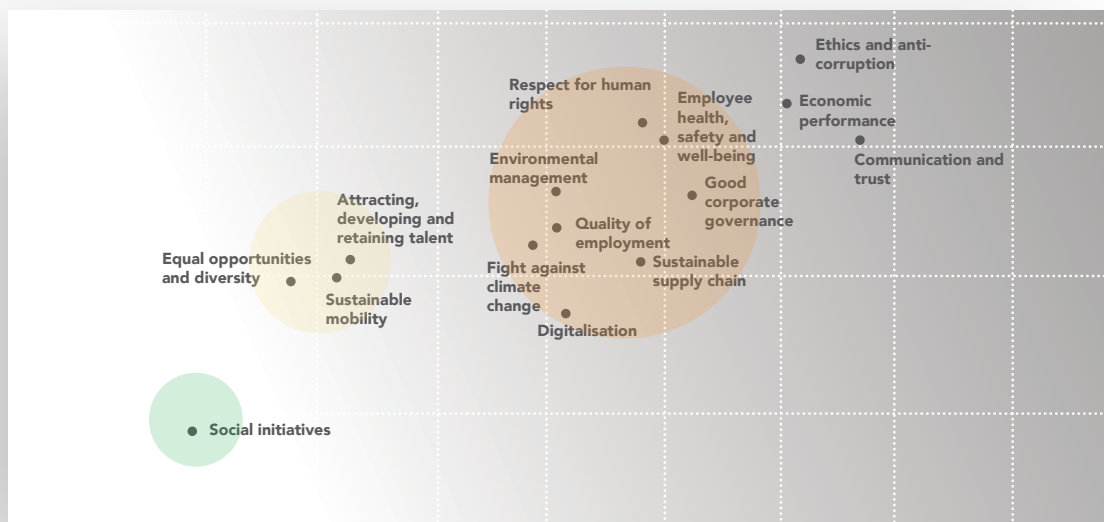 Ethics and anti-
corruption
Respect for human
rights
Employee
health,
safety and
well-being
Economic
performance
Communication and
trust
Environmental
management
Good
corporate
governance
Attracting,
developing and
retaining talent
Quality of
employment
Equal opportunities
and diversity
Sustainable
supply chain
Fight against
climate
change
Sustainable
mobility
Digitalisation
Social initiatives